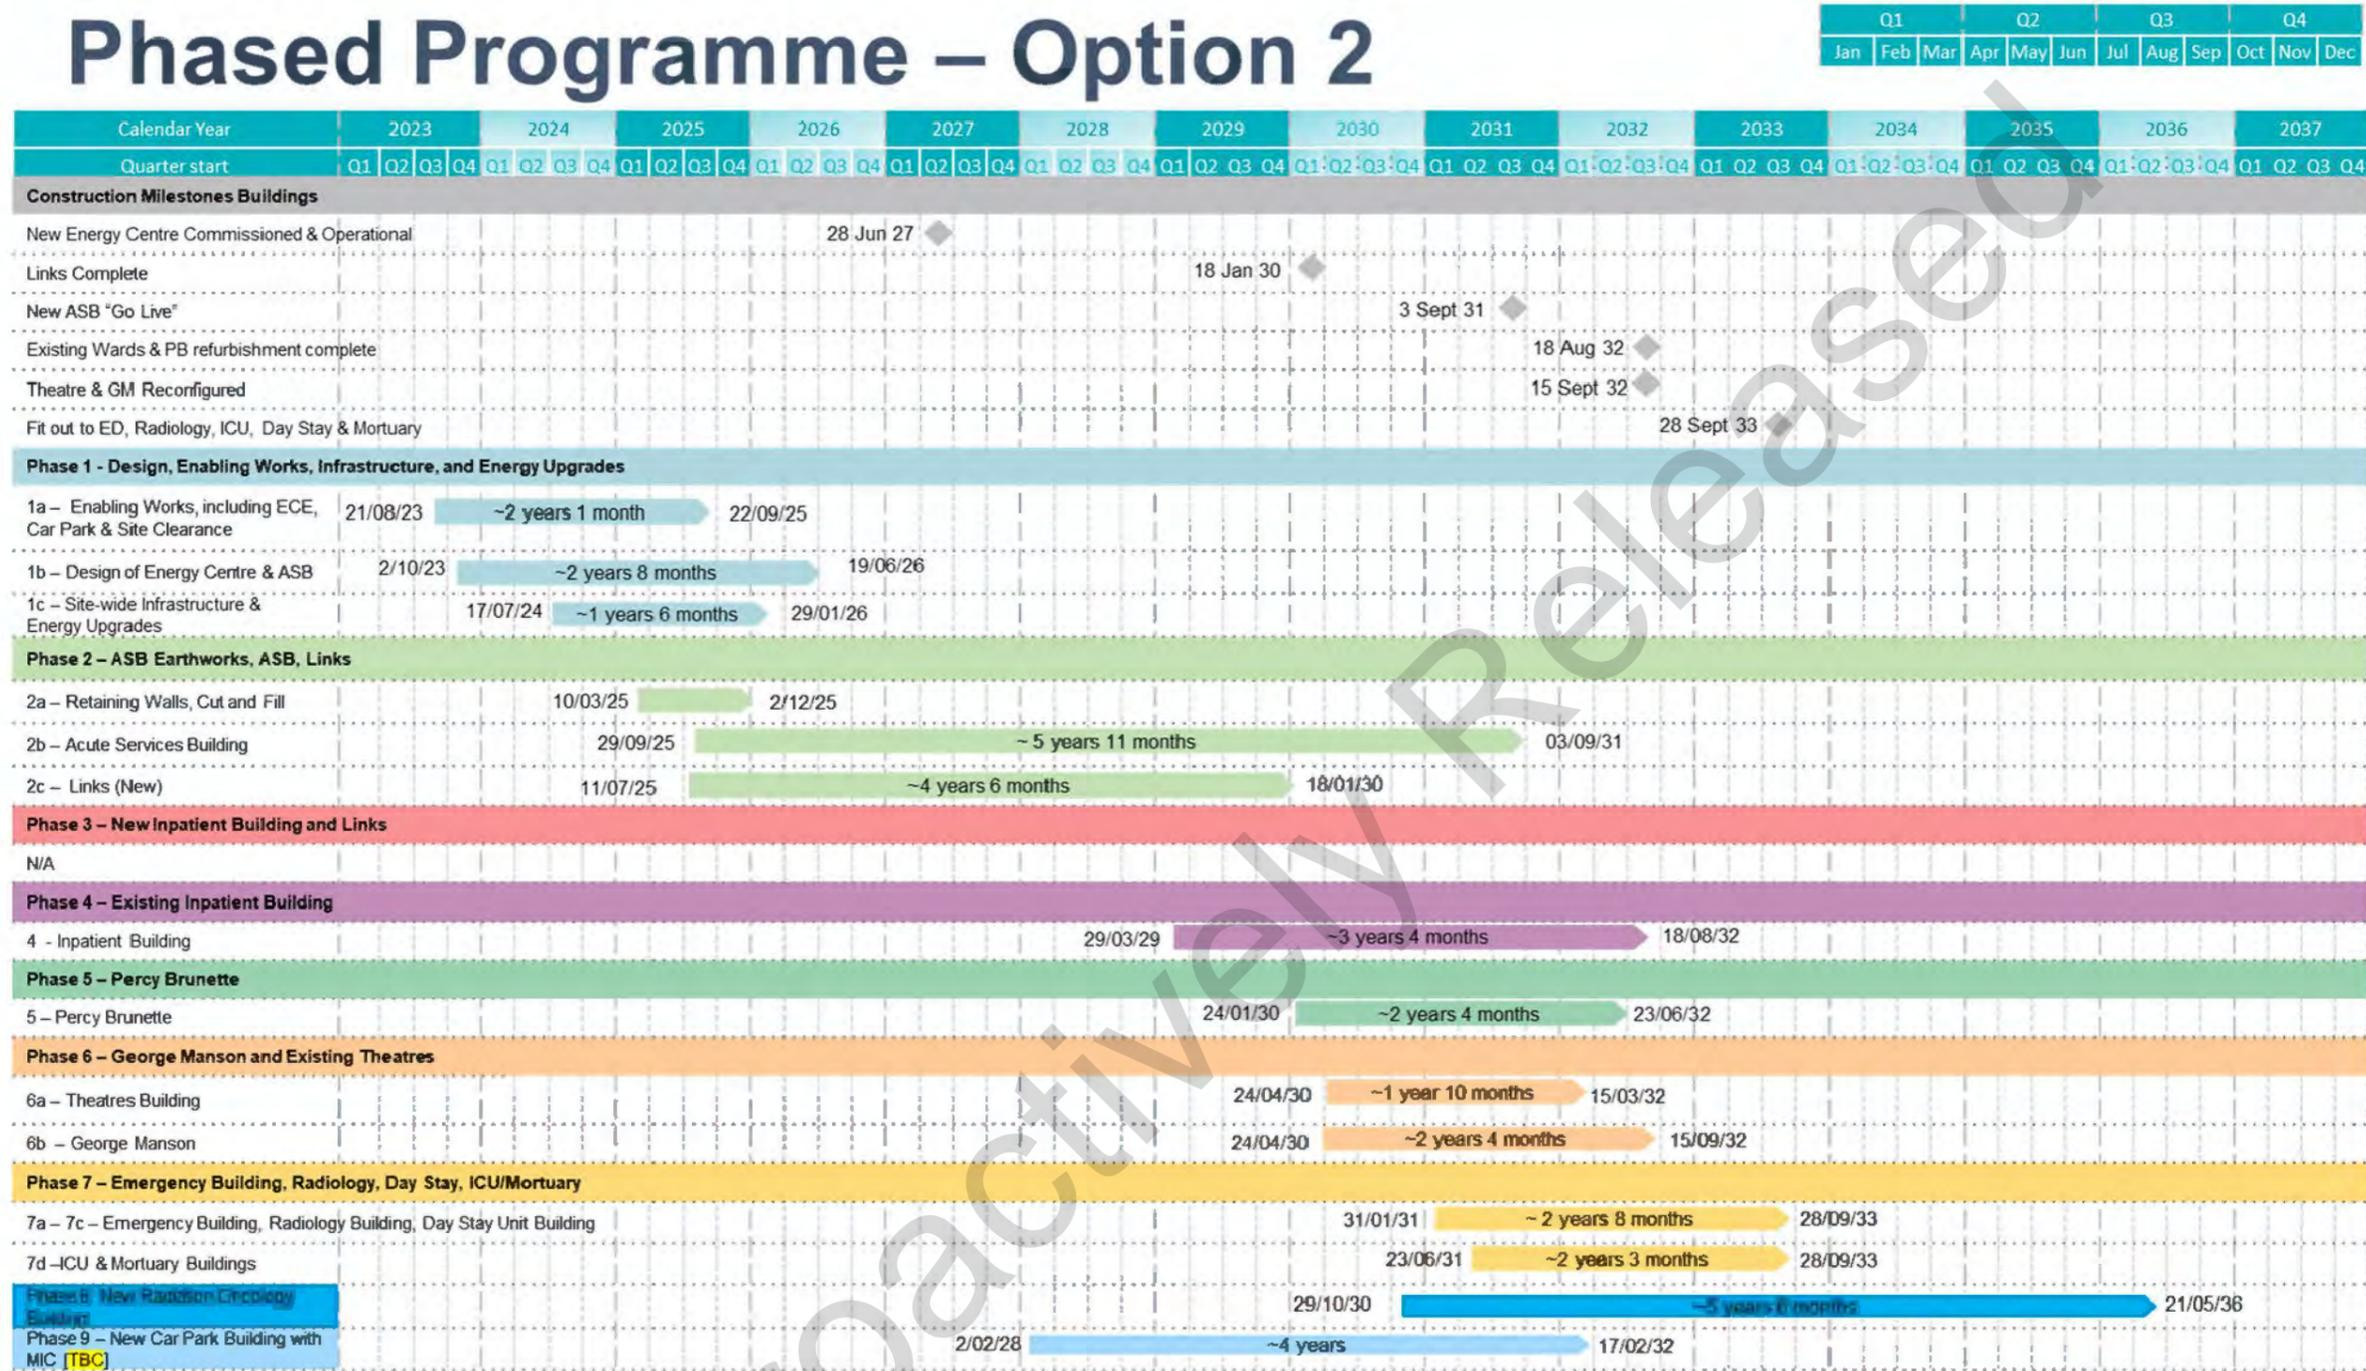 Phased Programme – Option 2
Q1 Q2 Q3 Q4
Jan Feb Mar Apr May Jun Jul Aug Sep Oct Nov Dec
Calendar Year 2023 2024 2025 2026 2027 2028 2029 2030 2031 2032 2033 2034 2035 2036 2037
Quarter start Q1 Q2 Q3 Q4 Q1 Q2 Q3 Q4 Q1 Q2 Q3 Q4 Q1 Q2 Q3 Q4 Q1 Q2 Q3 Q4 Q1 Q2 Q3 Q4 Q1 Q2 Q3 Q4 Q1 Q2 Q3 Q4 Q1 Q2 Q3 Q4 Q1 Q2 Q3 Q4 Q1 Q2 Q3 Q4 Q1 Q2 Q3 Q4 Q1 Q2 Q3 Q4 Q1 Q2 Q3 Q4 Q1 Q2 Q3 Q4
Construction Milestones Buildings
New Energy Centre Commissioned & Operational 28 Jun 27
Links Complete 18 Jan 30
New ASB "Go Live" 3 Sept 31
Existing Wards & PB refurbishment complete 18 Aug 32
Theatre & GM Reconfigured 15 Sept 32
Fit out to ED, Radiology, ICU, Day Stay & Mortuary 28 Sept 33
Phase 1 - Design, Enabling Works, Infrastructure, and Energy Upgrades
1a – Enabling Works, including ECE,
Car Park & Site Clearance
21/08/23 ~2 years 1 month 22/09/25
1b – Design of Energy Centre & ASB 2/10/23 ~2 years 8 months 19/06/26
1c – Site-wide Infrastructure &
Energy Upgrades
17/07/24 ~1 years 6 months 29/01/26
Phase 2 – ASB Earthworks, ASB, Links
2a – Retaining Walls, Cut and Fill 10/03/25 2/12/25
2b – Acute Services Building 29/09/25 ~ 5 years 11 months 03/09/31
2c – Links (New) 11/07/25 ~4 years 6 months 18/01/30
Phase 3 – New Inpatient Building and Links
N/A
Phase 4 – Existing Inpatient Building
4 - Inpatient Building 29/03/29 ~3 years 4 months 18/08/32
Phase 5 – Percy Brunette
5 – Percy Brunette 24/01/30 ~2 years 4 months 23/06/32
Phase 6 – George Manson and Existing Theatres
6a – Theatres Building 24/04/30 ~1 year 10 months 15/03/32
6b – George Manson 24/04/30 ~2 years 4 months 15/09/32
Phase 7 – Emergency Building, Radiology, Day Stay, ICU/Mortuary
7a – 7c – Emergency Building, Radiology Building, Day Stay Unit Building 31/01/31 ~ 2 years 8 months 28/09/33
7d –ICU & Mortuary Buildings 23/06/31 ~2 years 3 months 28/09/33
New
Building
29/10/30 ~5 years 6 months 21/05/36
Phase 9 – New Car Park Building with
MIC [TBC]
2/02/28 ~4 years 17/02/32
Released